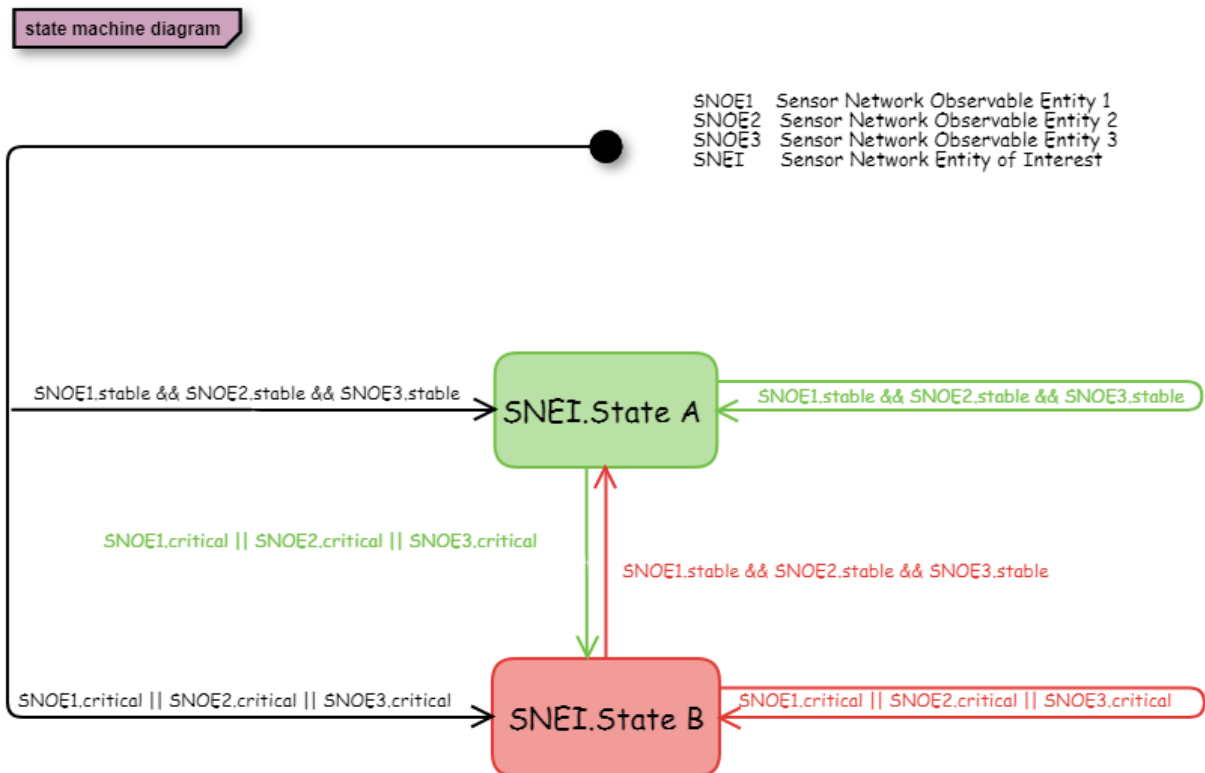 state machine diagram
SNOE1 Sensor Network Observable Entity 1
SNOE2 Sensor Network Observable Entity 2
SNOE3 Sensor Network Observable Entity 3
SNEI Sensor Network Entity of Interest
SNOE1.stable && SNOE2.stable && SNOE3.stable
SNEI.State A
SNOE1.stable && SNOE2.stable && SNOE3.stable
SNOE1.critical || SNOE2.critical || SNOE3.critical
SNOE1.stable && SNOE2.stable && SNOE3.stable
SNOE1.critical || SNOE2.critical || SNOE3.critical
SNEI.State B
SNOE1.critical || SNOE2.critical || SNOE3.critical